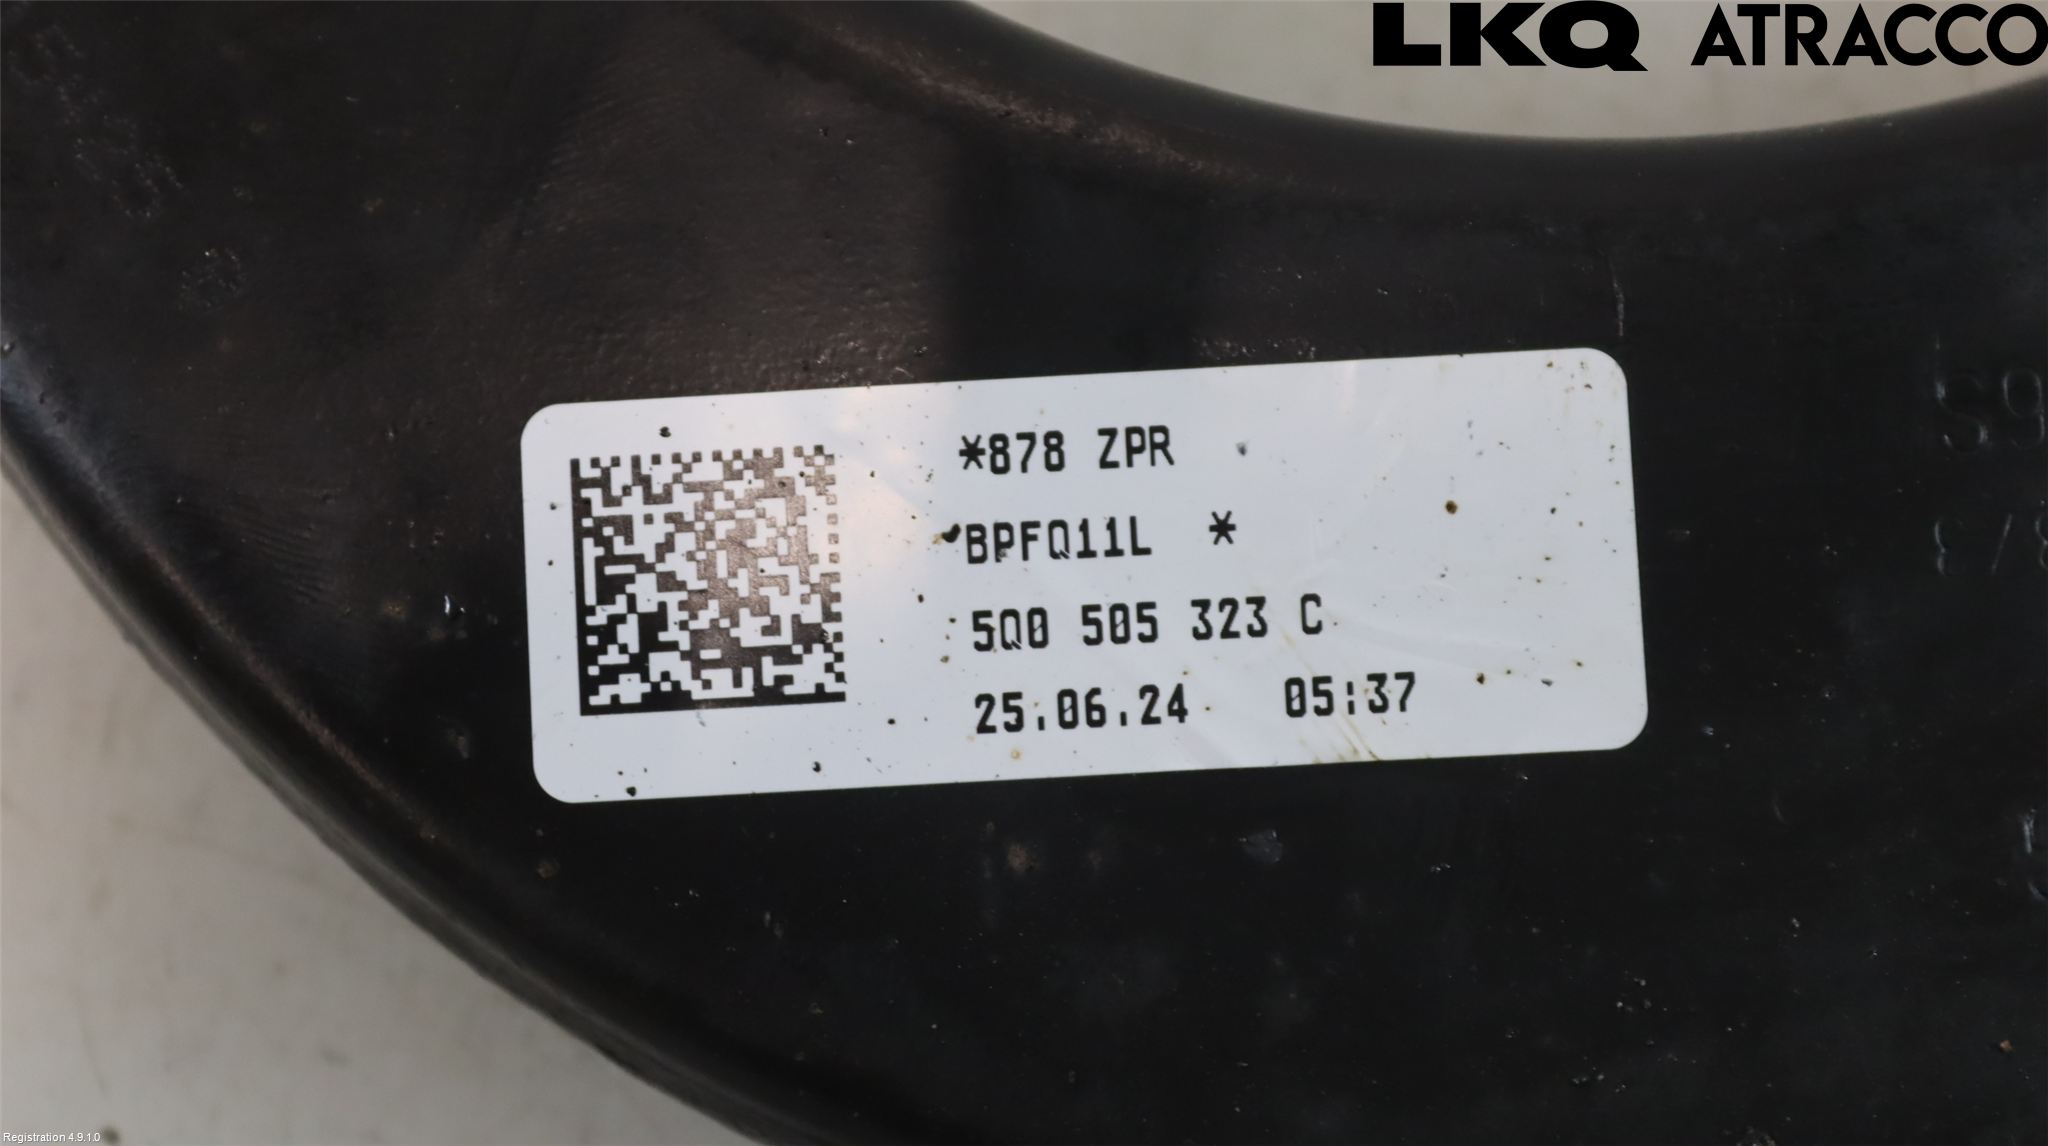 LKQ ATRACCO
*878 ZPR
BPFQ11L *
5Q0 505 323 C
25.06.24 05:37
Registration 4.9.1.0